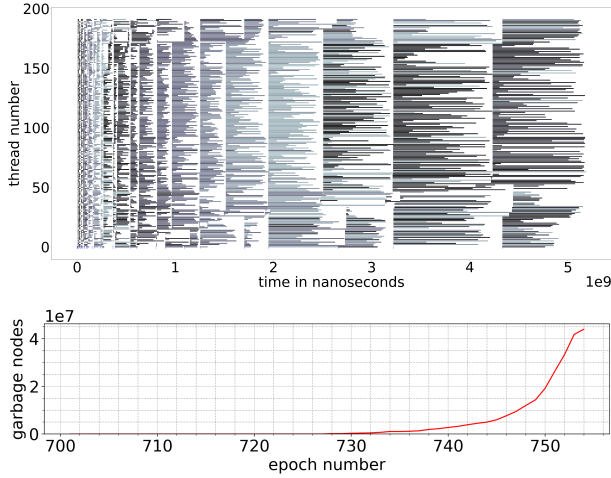 200
150
100
50
0
thread number
0 1 2 3 4 5
time in nanoseconds
1e9
1e7
4
2
0
garbage nodes
700 710 720 730 740 750
epoch number